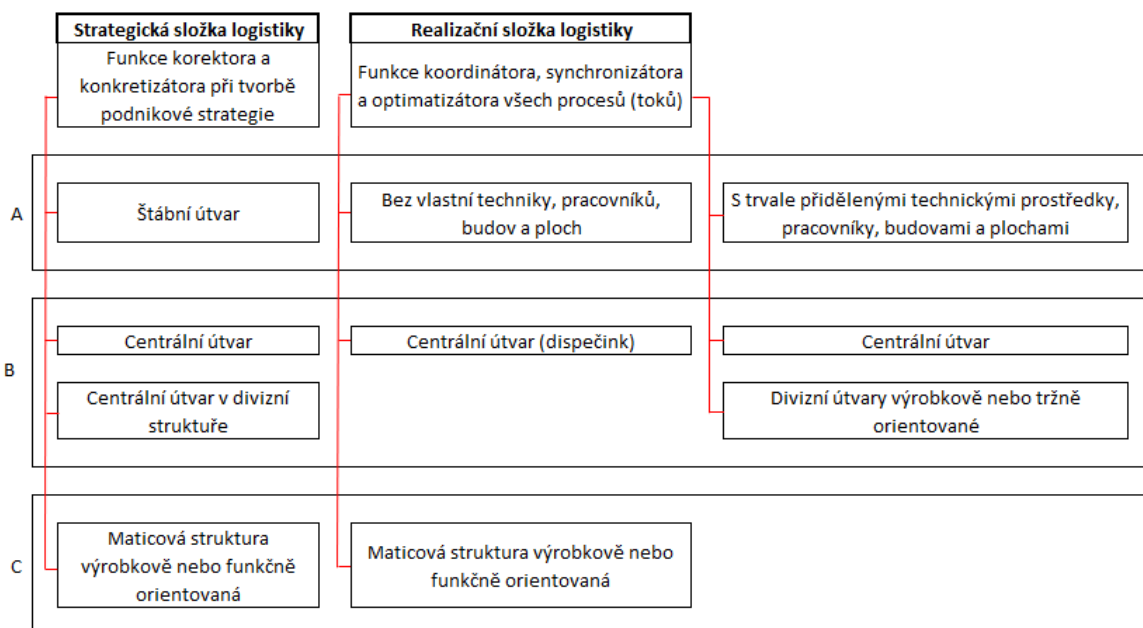 Strategická složka logistiky
Funkce korektora a
konkretizátora při tvorbě
podnikové strategie
Realizační složka logistiky
Funkce koordinátora, synchronizátora
a optimatizátora všech procesů (toků)
A
Štábní útvar
Bez vlastní techniky, pracovníků,
budov a ploch
S trvale přidělenými technickými prostředky,
pracovníky, budovami a plochami
B
Centrální útvar
Centrální útvar (dispečink)
Centrální útvar
Centrální útvar v divizní
struktuře
Divizní útvary výrobkově nebo tržně
orientované
C
Maticová struktura
výrobkově nebo funkčně
orientovaná
Maticová struktura výrobkově nebo
funkčně orientovaná